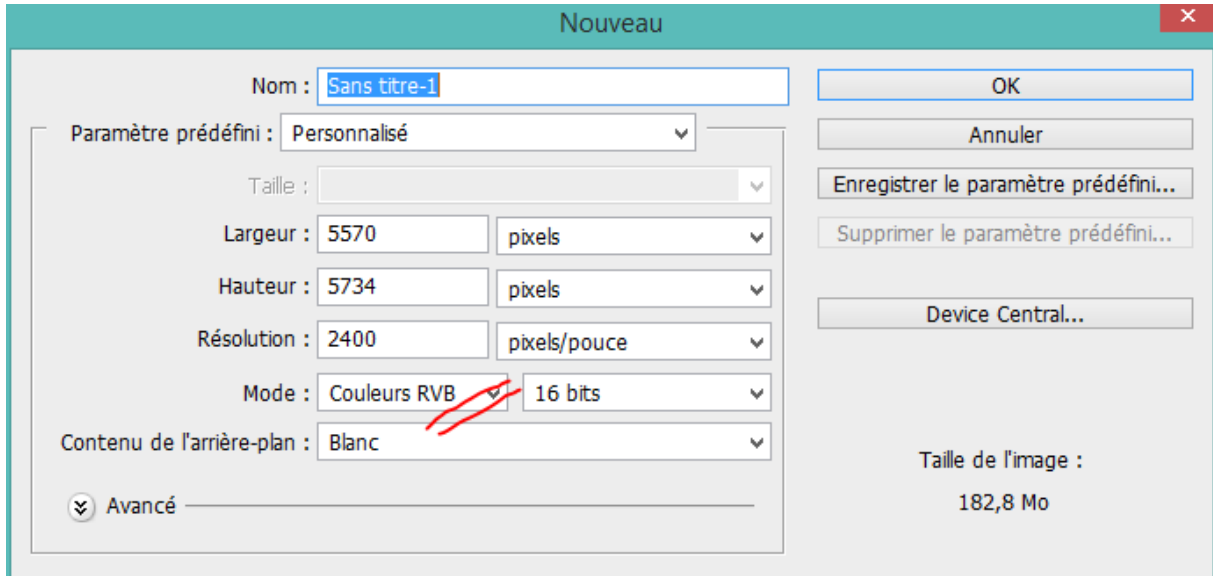 Nouveau
Nom : Sans titre-1
OK
Paramètre prédéfini : Personnalisé
Annuler
Taille :
Enregistrer le paramètre prédéfini...
Largeur : 5570 pixels
Supprimer le paramètre prédéfini...
Hauteur : 5734 pixels
Device Central...
Résolution : 2400 pixels/pouce
Mode : Couleurs RVB 16 bits
Contenu de l'arrière-plan : Blanc
Taille de l'image :
182,8 Mo
Avancé